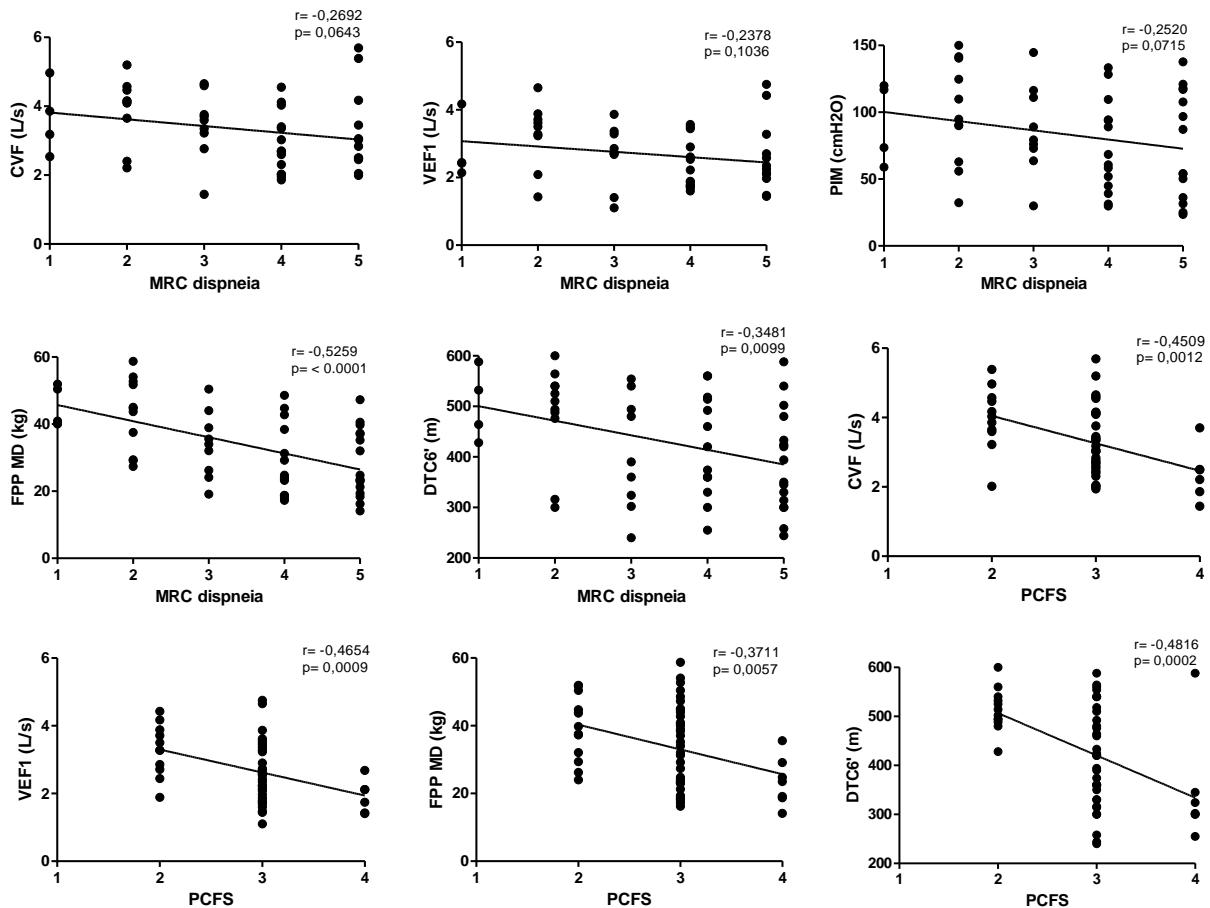 r= -0,2692
p= 0,0643
6
4
2
0
CVF (L/s)
1 2 3 4 5
MRC dispneia
r= -0,2378
p= 0,1036
6
4
2
0
VEF1 (L/s)
1 2 3 4 5
MRC dispneia
r= -0,2520
p= 0,0715
150
100
50
0
PIM (cmH2O)
1 2 3 4 5
MRC dispneia
r= -0,5259
p= < 0.0001
60
40
20
0
FPP MD (kg)
1 2 3 4 5
MRC dispneia
r= -0,3481
p= 0,0099
600
500
400
300
200
DTC6' (m)
1 2 3 4 5
MRC dispneia
r= -0,4509
p= 0,0012
6
4
2
0
CVF (L/s)
1 2 3 4
PCFS
r= -0,4654
p= 0,0009
6
4
2
0
VEF1 (L/s)
1 2 3 4
PCFS
r= -0,3711
p= 0,0057
60
40
20
0
FPP MD (kg)
1 2 3 4
PCFS
r= -0,4816
p= 0,0002
600
500
400
300
200
DTC6' (m)
1 2 3 4
PCFS